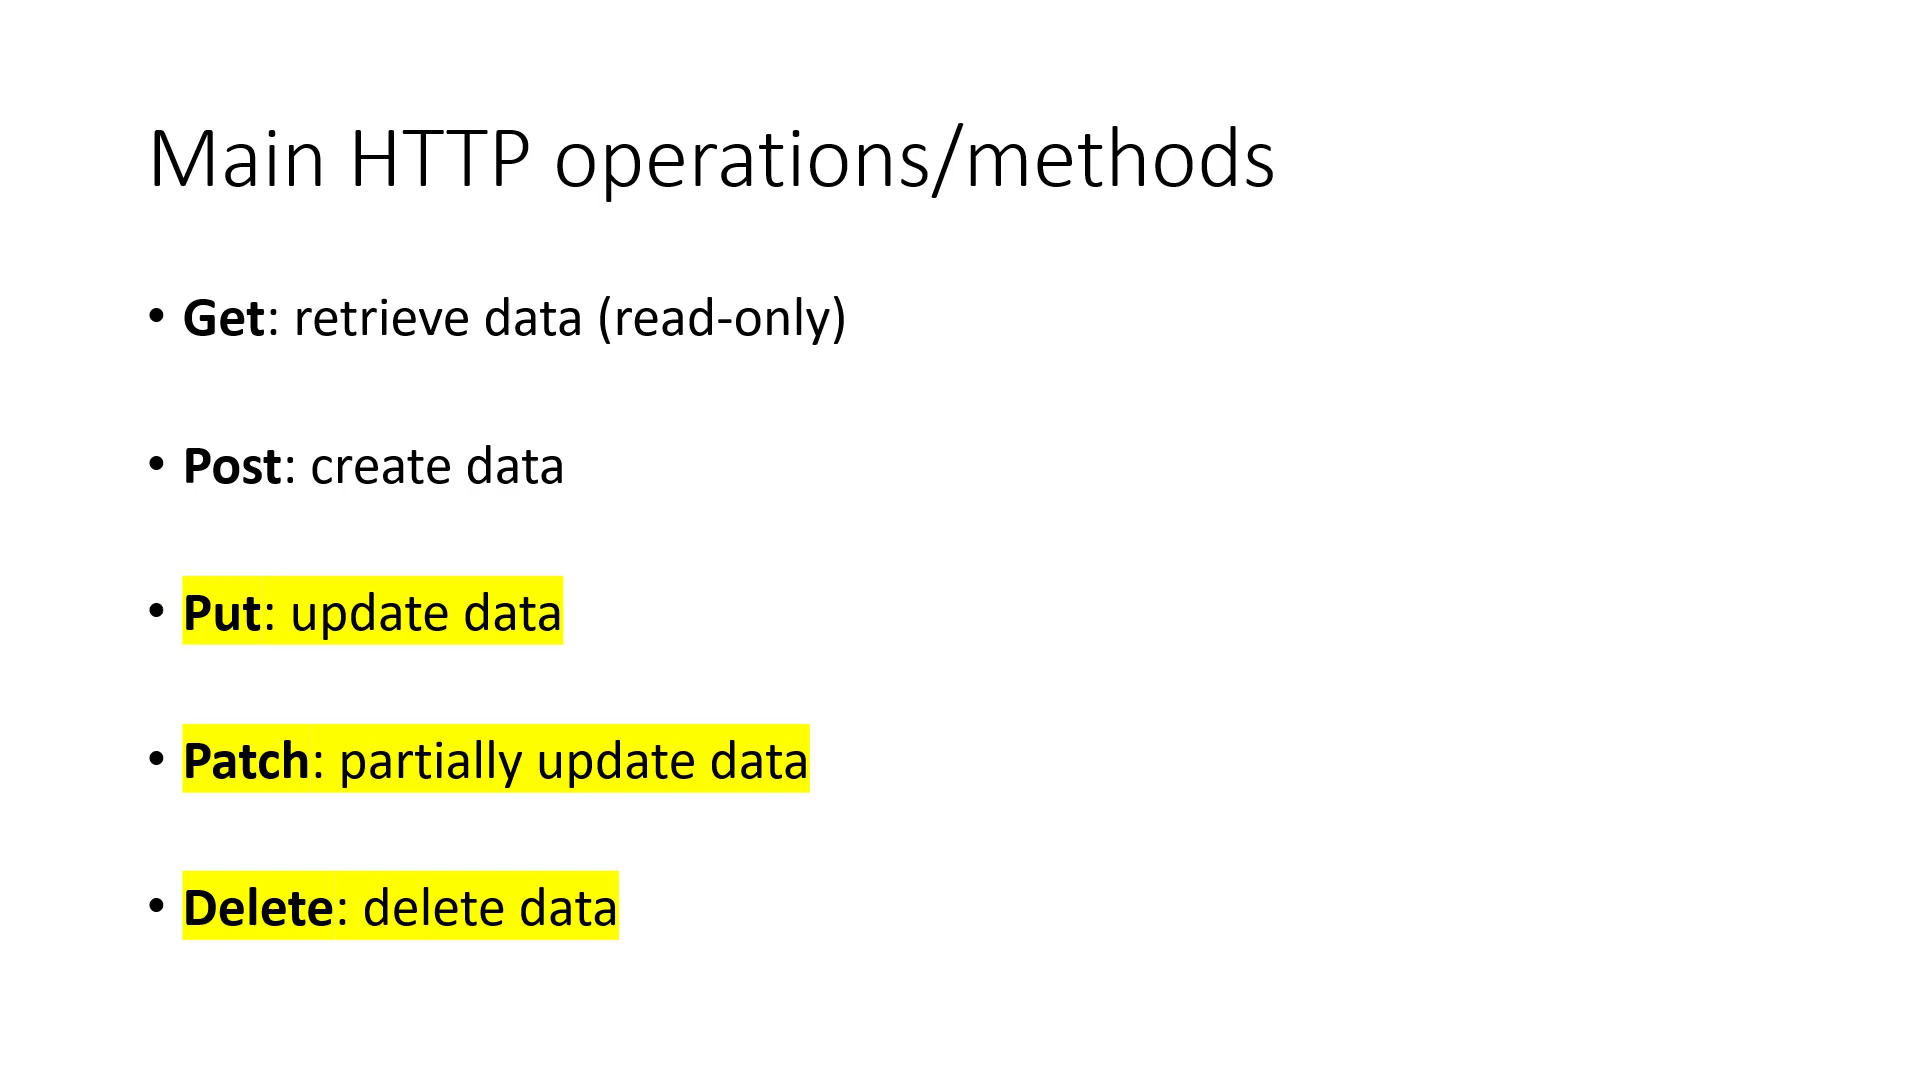 Main HTTP operations/methods
• Get: retrieve data (read-only)
• Post: create data
• Put: update data
• Patch: partially update data
• Delete: delete data